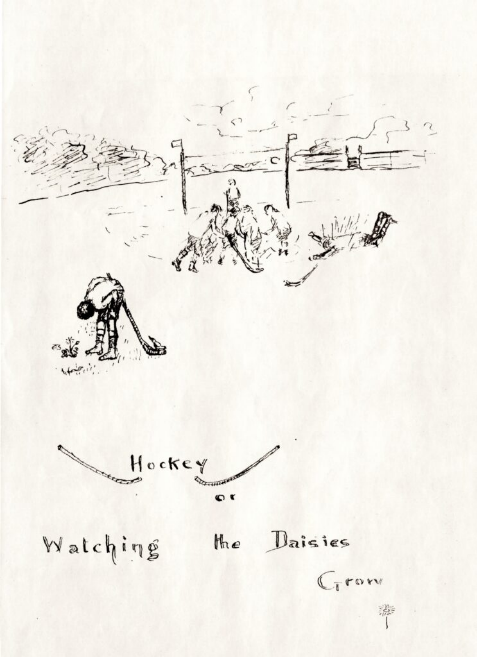 Hockey
or
Watching the Daisies
Grow